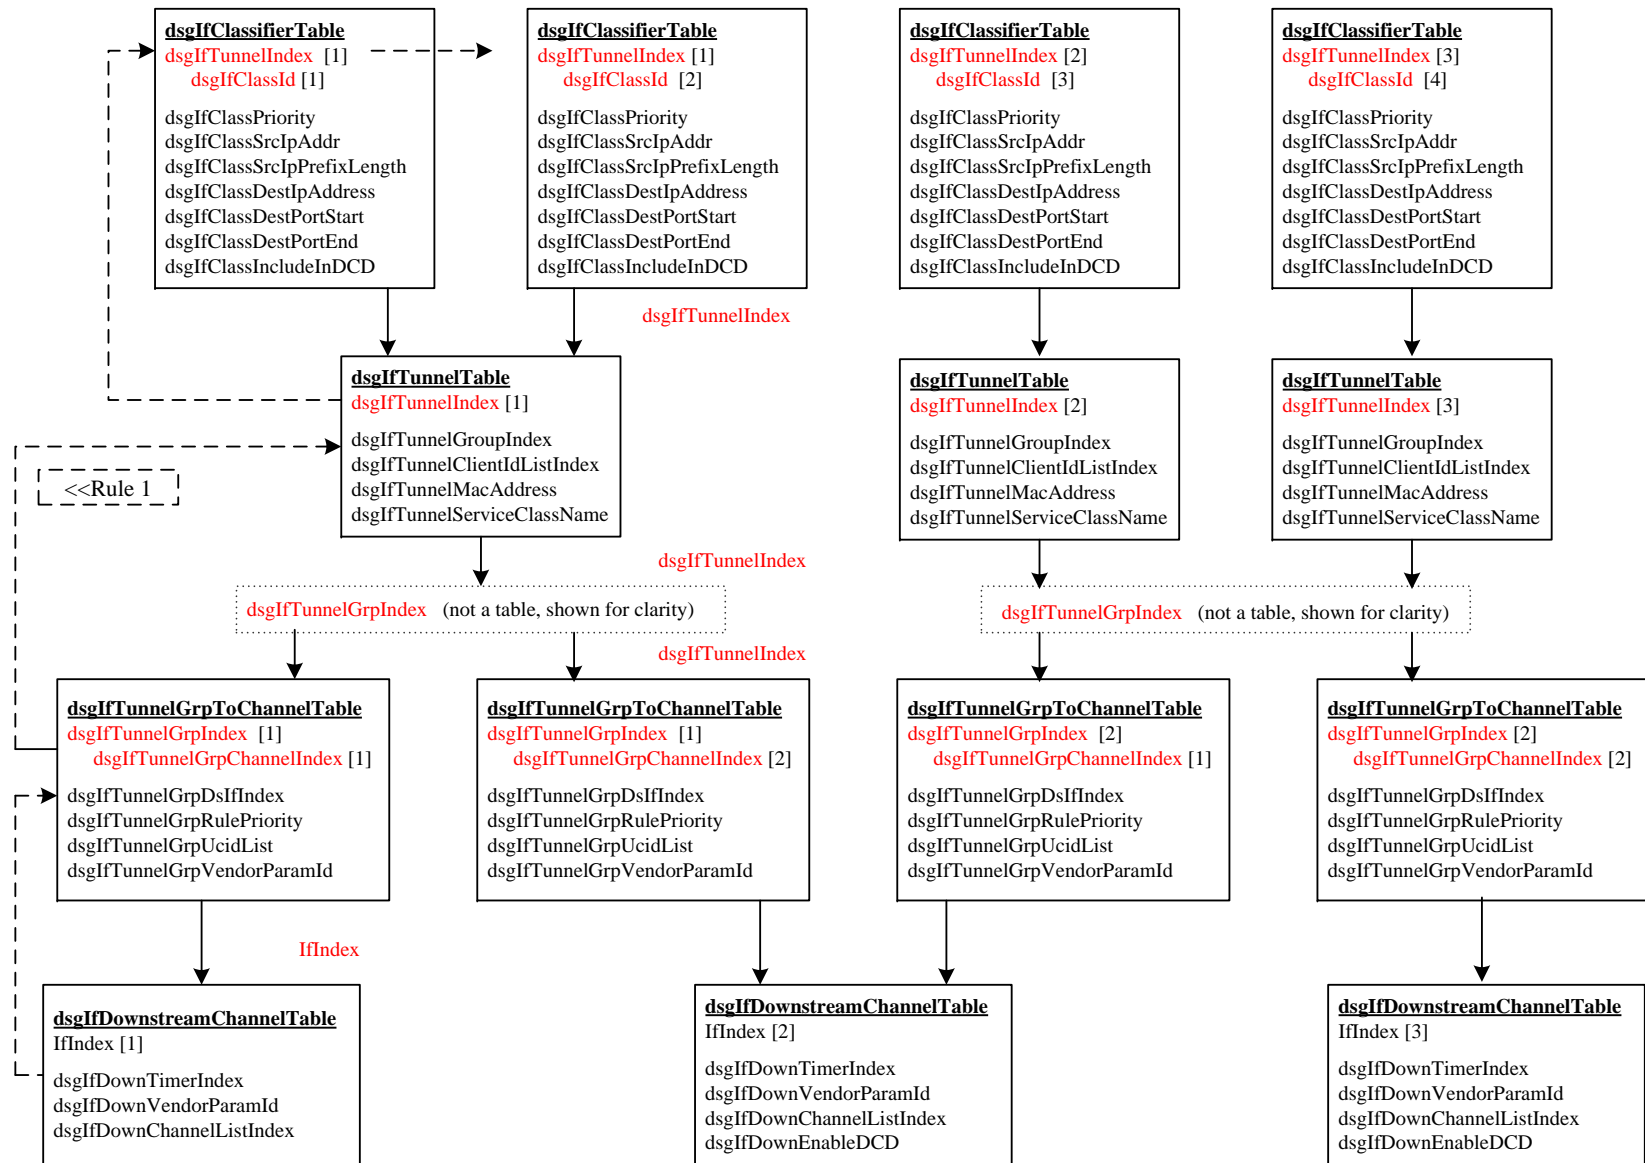 dsgIfClassifierTable
dsgIfTunnelIndex [1]
dsgIfClassId [1]
dsgIfClassPriority
dsgIfClassSrcIpAddr
dsgIfClassSrcIpPrefixLength
dsgIfClassDestIpAddress
dsgIfClassDestPortStart
dsgIfClassDestPortEnd
dsgIfClassIncludeInDCD
dsgIfClassifierTable
dsgIfTunnelIndex [1]
dsgIfClassId [2]
dsgIfClassPriority
dsgIfClassSrcIpAddr
dsgIfClassSrcIpPrefixLength
dsgIfClassDestIpAddress
dsgIfClassDestPortStart
dsgIfClassDestPortEnd
dsgIfClassIncludeInDCD
dsgIfClassifierTable
dsgIfTunnelIndex [2]
dsgIfClassId [3]
dsgIfClassPriority
dsgIfClassSrcIpAddr
dsgIfClassSrcIpPrefixLength
dsgIfClassDestIpAddress
dsgIfClassDestPortStart
dsgIfClassDestPortEnd
dsgIfClassIncludeInDCD
dsgIfClassifierTable
dsgIfTunnelIndex [3]
dsgIfClassId [4]
dsgIfClassPriority
dsgIfClassSrcIpAddr
dsgIfClassSrcIpPrefixLength
dsgIfClassDestIpAddress
dsgIfClassDestPortStart
dsgIfClassDestPortEnd
dsgIfClassIncludeInDCD
dsgIfTunnelIndex
dsgIfTunnelTable
dsgIfTunnelIndex [1]
dsgIfTunnelGroupIndex
dsgIfTunnelClientIdListIndex
dsgIfTunnelMacAddress
dsgIfTunnelServiceClassName
dsgIfTunnelTable
dsgIfTunnelIndex [2]
dsgIfTunnelGroupIndex
dsgIfTunnelClientIdListIndex
dsgIfTunnelMacAddress
dsgIfTunnelServiceClassName
dsgIfTunnelTable
dsgIfTunnelIndex [3]
dsgIfTunnelGroupIndex
dsgIfTunnelClientIdListIndex
dsgIfTunnelMacAddress
dsgIfTunnelServiceClassName
<<Rule 1
dsgIfTunnelIndex
dsgIfTunnelGrpIndex (not a table, shown for clarity)
dsgIfTunnelGrpIndex (not a table, shown for clarity)
dsgIfTunnelIndex
dsgIfTunnelGrpToChannelTable
dsgIfTunnelGrpIndex [1]
dsgIfTunnelGrpChannelIndex [1]
dsgIfTunnelGrpDsIfIndex
dsgIfTunnelGrpRulePriority
dsgIfTunnelGrpUcidList
dsgIfTunnelGrpVendorParamId
dsgIfTunnelGrpToChannelTable
dsgIfTunnelGrpIndex [1]
dsgIfTunnelGrpChannelIndex [2]
dsgIfTunnelGrpDsIfIndex
dsgIfTunnelGrpRulePriority
dsgIfTunnelGrpUcidList
dsgIfTunnelGrpVendorParamId
dsgIfTunnelGrpToChannelTable
dsgIfTunnelGrpIndex [2]
dsgIfTunnelGrpChannelIndex [1]
dsgIfTunnelGrpDsIfIndex
dsgIfTunnelGrpRulePriority
dsgIfTunnelGrpUcidList
dsgIfTunnelGrpVendorParamId
dsgIfTunnelGrpToChannelTable
dsgIfTunnelGrpIndex [2]
dsgIfTunnelGrpChannelIndex [2]
dsgIfTunnelGrpDsIfIndex
dsgIfTunnelGrpRulePriority
dsgIfTunnelGrpUcidList
dsgIfTunnelGrpVendorParamId
IfIndex
dsgIfDownstreamChannelTable
IfIndex [1]
dsgIfDownTimerIndex
dsgIfDownVendorParamId
dsgIfDownChannelListIndex
dsgIfDownstreamChannelTable
IfIndex [2]
dsgIfDownTimerIndex
dsgIfDownVendorParamId
dsgIfDownChannelListIndex
dsgIfDownEnableDCD
dsgIfDownstreamChannelTable
IfIndex [3]
dsgIfDownTimerIndex
dsgIfDownVendorParamId
dsgIfDownChannelListIndex
dsgIfDownEnableDCD